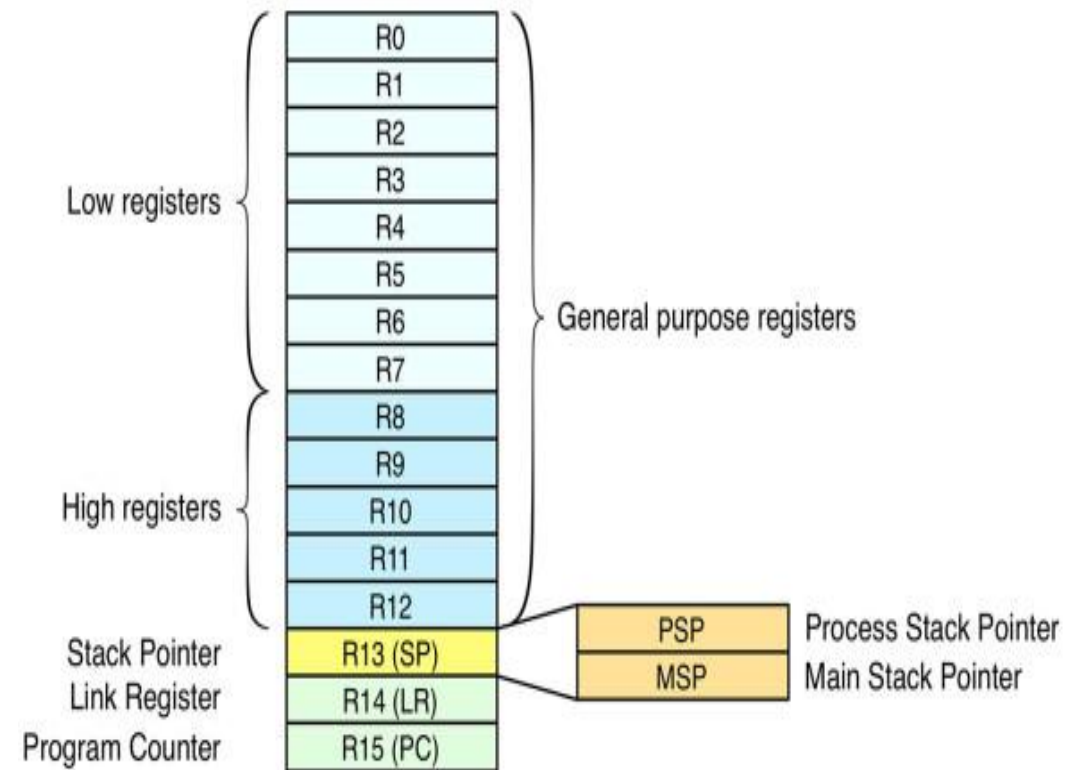 R0
R1
R2
R3
Low registers
R4
R5
R6
General purpose registers
R7
R8
R9
High registers
R10
R11
R12
PSP
Process Stack Pointer
Stack Pointer
R13 (SP)
MSP
Main Stack Pointer
Link Register
R14 (LR)
Program Counter
R15 (PC)